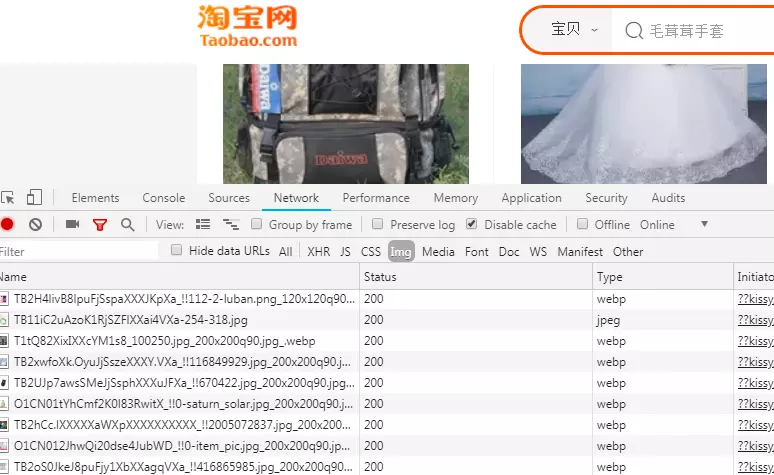 淘宝网
Taobao.com
宝贝 毛茸茸手套
Daiwa
Daiwa
Elements Console Sources Network Performance Memory Application Security Audits
View: Group by frame Preserve log Disable cache Offline Online
Filter Hide data URLs All XHR JS CSS Img Media Font Doc WS Manifest Other
Name Status Type Initiato
TB2H4livB8lpuFjSspaXXXJKpXa_!!112-2-luban.png_120x120q90... 200 webp ??kissy
TB11iC2uAzoK1RjSZFlXXai4VXa-254-318.jpg 200 jpeg ??kissy
T1tQ82XixIXXcYM1s8_100250.jpg_200x200q90.jpg_.webp 200 webp ??kissy
TB2xwfoXk.OyuJjSszeXXXY.VXa_!!116849929.jpg_200x200q90.j... 200 webp ??kissy
TB2UJp7awsSMeJjSsphXXXuJFXa_!!670422.jpg_200x200q90.jpg... 200 webp ??kissy
O1CN01tYhCmf2K0I83RwitX_!!0-saturn_solar.jpg_200x200q90.j... 200 webp ??kissy
TB2hCc.IXXXXXaWXpXXXXXXXXXX_!!2005072837.jpg_200x200... 200 webp ??kissy
O1CN012JhwQi20dse4JubWD_!!0-item_pic.jpg_200x200q90.jp... 200 webp ??kissy
TB2oS0JkeJ8puFjy1XbXXagqVXa_!!416865985.jpg_200x200q90... 200 webp ??kissy